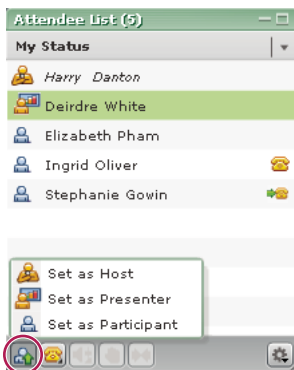 Attendee List (5)
My Status
Harry Danton
Deirdre White
Elizabeth Pham
Ingrid Oliver
Stephanie Gowin
Set as Host
Set as Presenter
Set as Participant